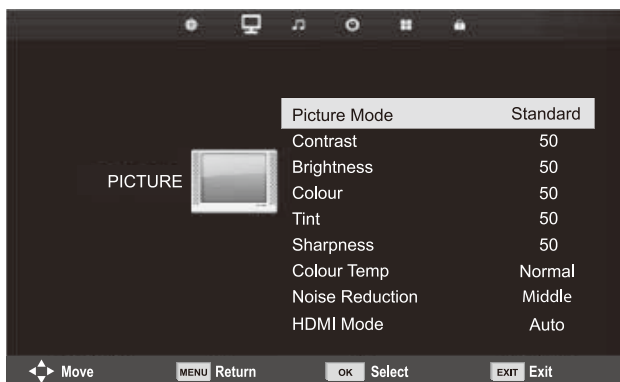 Picture Mode Standard
Contrast 50
Brightness 50
PICTURE
Colour 50
Tint 50
Sharpness 50
Colour Temp Normal
Noise Reduction Middle
HDMI Mode Auto
Move MENU Return OK Select EXIT Exit